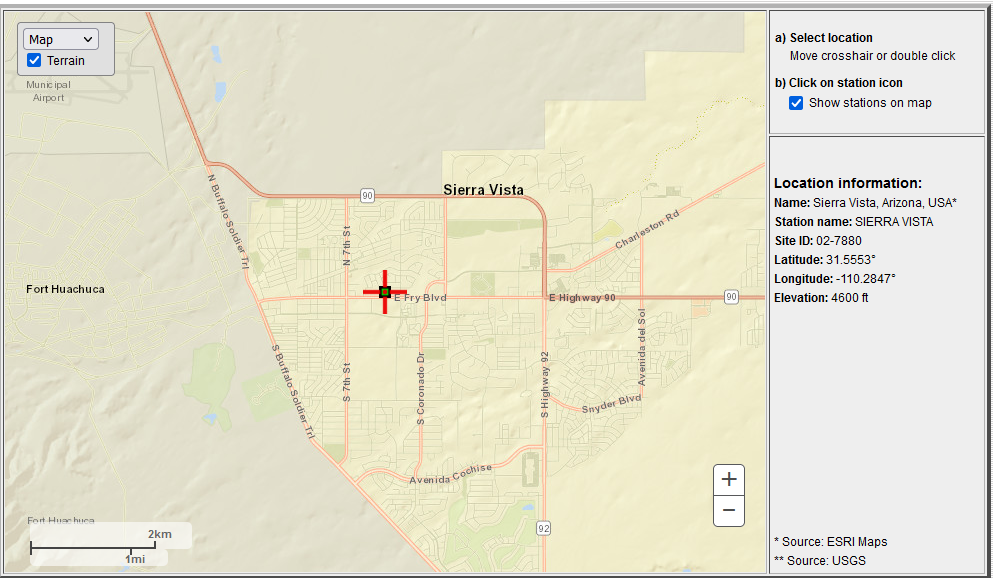 Map
Terrain
Municipal
Airport
90
Sierra Vista
N Buffalo Soldier Trl
N 7th St
Charleston Rd
Fort Huachuca
E Fry Blvd
E Highway 90
90
S Buffalo Soldier Trl
S 7th St
S Coronado Dr
S Highway 92
Avenida del Sol
Snyder Blvd
Avenida Cochise
+
−
92
Fort Huachuca
2km
1mi
a) Select location
Move crosshair or double click
b) Click on station icon
Show stations on map
Location information:
Name: Sierra Vista, Arizona, USA*
Station name: SIERRA VISTA
Site ID: 02-7880
Latitude: 31.5553°
Longitude: -110.2847°
Elevation: 4600 ft
* Source: ESRI Maps
** Source: USGS